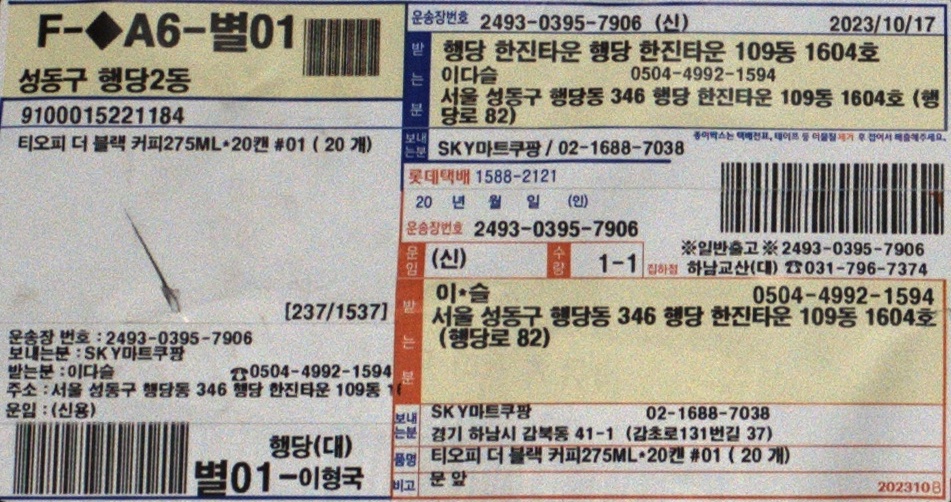 F-◆A6-별01
성동구 행당2동
9100015221184
티오피 더 블랙 커피275ML*20캔 #01 ( 20 개)
[237/1537]
운송장 번호 : 2493-0395-7906
보내는분 : SKY마트쿠팡
받는분 : 이다슬 ☎0504-4992-1594
주소 : 서울 성동구 행당동 346 행당 한진타운 109동
운임 : (신용)
행당(대)
별01-이형국
운송장번호 2493-0395-7906 (신) 2023/10/17
받는분
행당 한진타운 행당 한진타운 109동 1604호
이다슬 0504-4992-1594
서울 성동구 행당동 346 행당 한진타운 109동 1604호 (행
당로 82)
종이박스는 택배전표, 테이프 등 이물질 제거 후 접어서 배출해주세요.
보내는분 SKY마트쿠팡 / 02-1688-7038
롯데택배 1588-2121
20 년 월 일 (인)
운송장번호 2493-0395-7906
※일반출고※ 2493-0395-7906
운임 (신) 수량 1-1 집하점 하남교산(대) ☎031-796-7374
받는분
이*슬 0504-4992-1594
서울 성동구 행당동 346 행당 한진타운 109동 1604호
(행당로 82)
보내는분 SKY마트쿠팡 02-1688-7038
경기 하남시 감북동 41-1 (감초로131번길 37)
품명 티오피 더 블랙 커피275ML*20캔 #01 ( 20 개)
비고 문 앞
202310